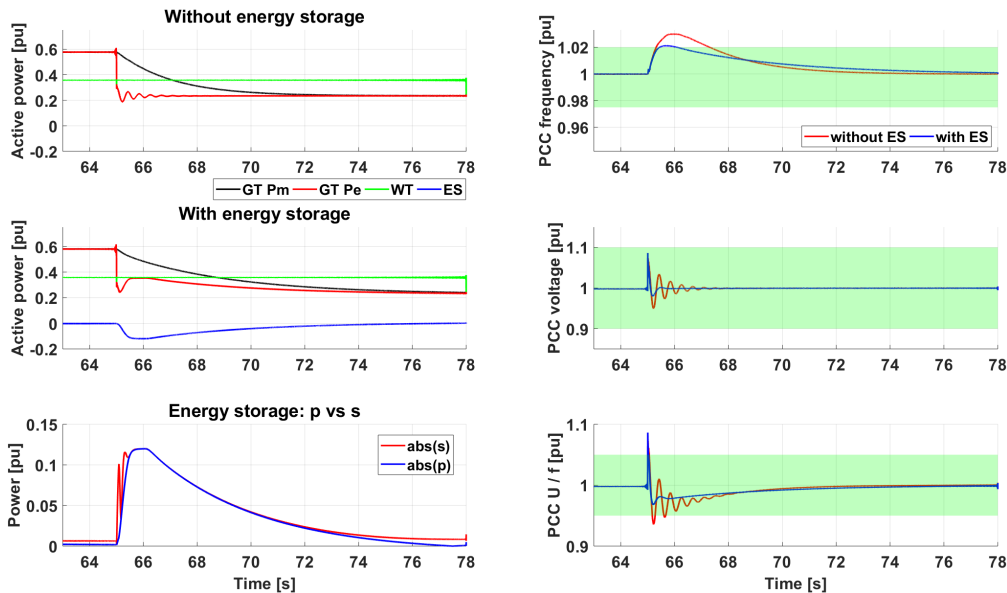 Without energy storage
Active power [pu]
0.6
0.4
0.2
0
-0.2
64 66 68 70 72 74 76 78
GT Pm GT Pe WT ES
With energy storage
Active power [pu]
0.6
0.4
0.2
0
-0.2
64 66 68 70 72 74 76 78
Energy storage: p vs s
Power [pu]
0.15
0.1
0.05
0
abs(s)
abs(p)
64 66 68 70 72 74 76 78
Time [s]
PCC frequency [pu]
1.02
1
0.98
0.96
without ES with ES
64 66 68 70 72 74 76 78
PCC voltage [pu]
1.1
1
0.9
64 66 68 70 72 74 76 78
PCC U / f [pu]
1.1
1
0.9
64 66 68 70 72 74 76 78
Time [s]